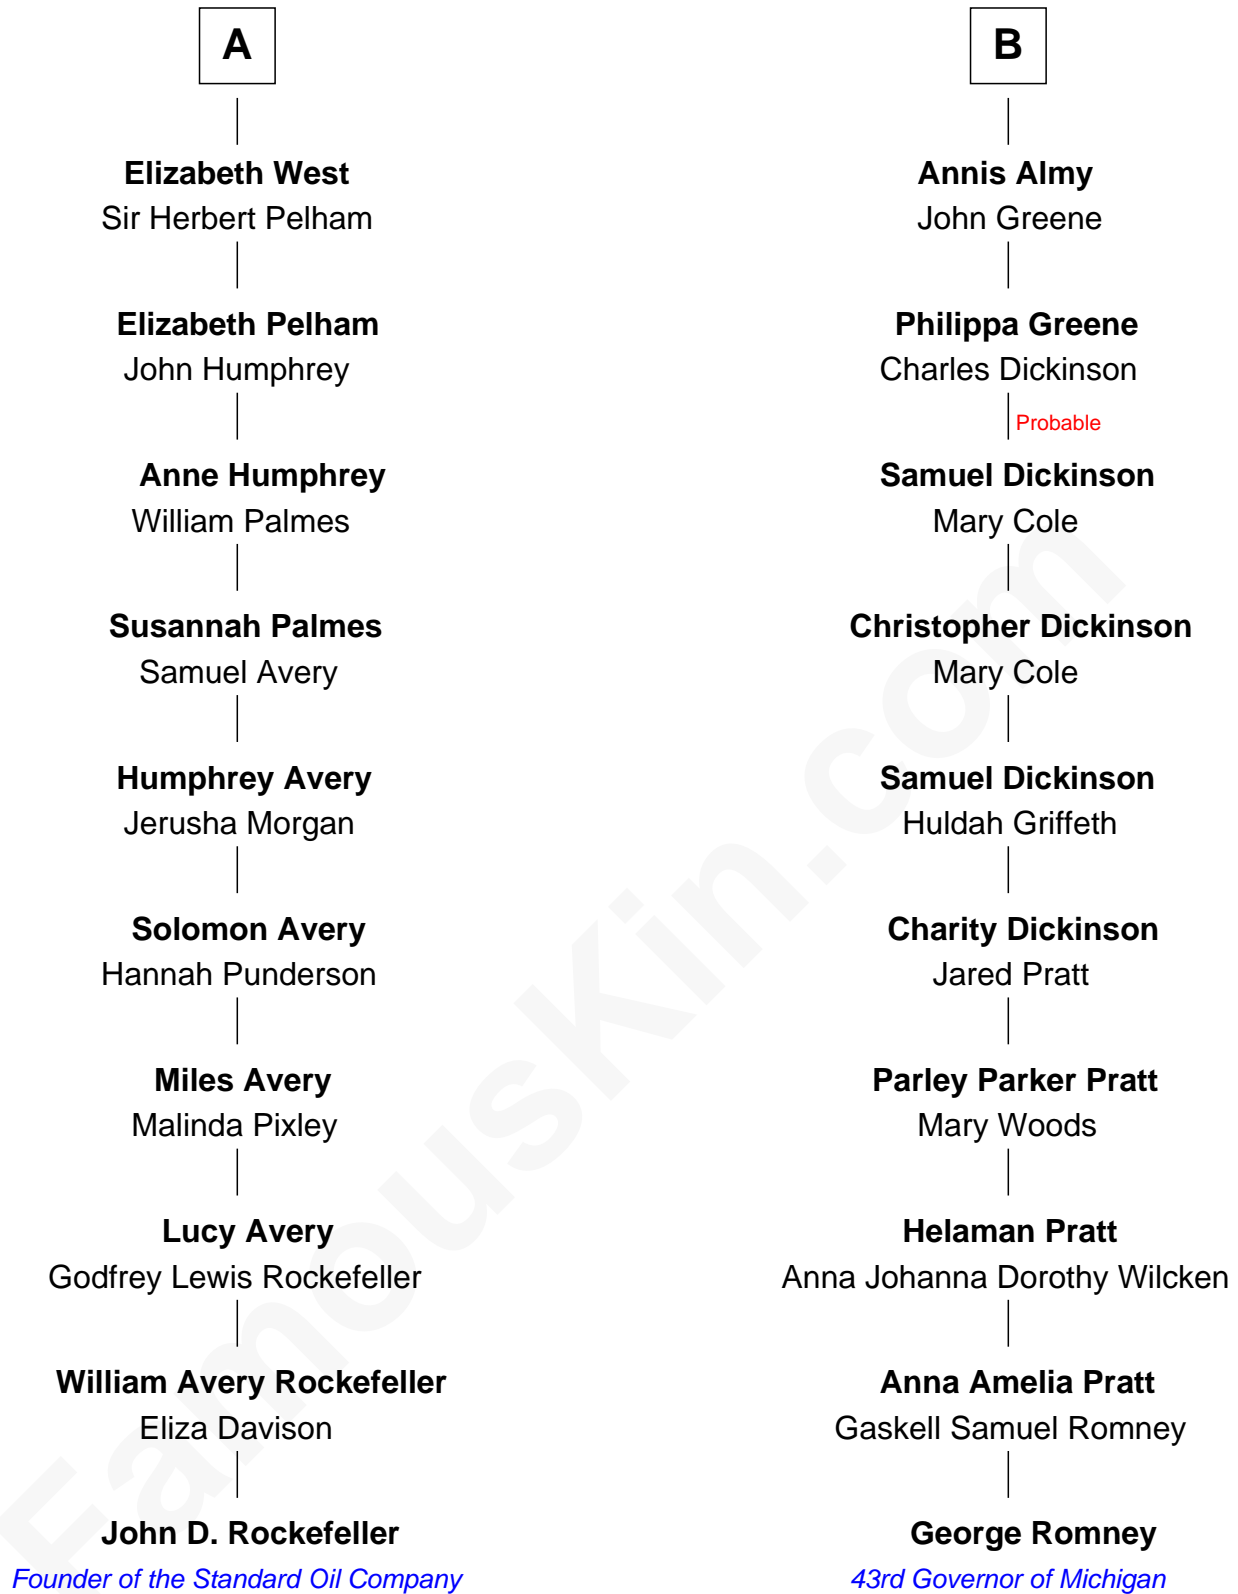 A
Elizabeth West
Sir Herbert Pelham
Elizabeth Pelham
John Humphrey
Anne Humphrey
William Palmes
Susannah Palmes
Samuel Avery
Humphrey Avery
Jerusha Morgan
Solomon Avery
Hannah Punderson
Miles Avery
Malinda Pixley
Lucy Avery
Godfrey Lewis Rockefeller
William Avery Rockefeller
Eliza Davison
John D. Rockefeller
Founder of the Standard Oil Company
B
Annis Almy
John Greene
Philippa Greene
Charles Dickinson
Probable
Samuel Dickinson
Mary Cole
Christopher Dickinson
Mary Cole
Samuel Dickinson
Huldah Griffeth
Charity Dickinson
Jared Pratt
Parley Parker Pratt
Mary Woods
Helaman Pratt
Anna Johanna Dorothy Wilcken
Anna Amelia Pratt
Gaskell Samuel Romney
George Romney
43rd Governor of Michigan
FamousKin.com